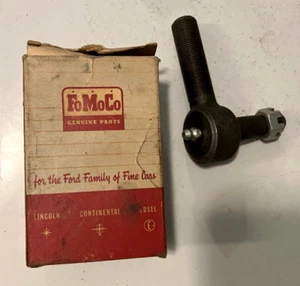 FoMoCo
GENUINE PARTS
for the Ford Family of Fine Cars
LINCOLN CONTINENTAL EDSEL
E